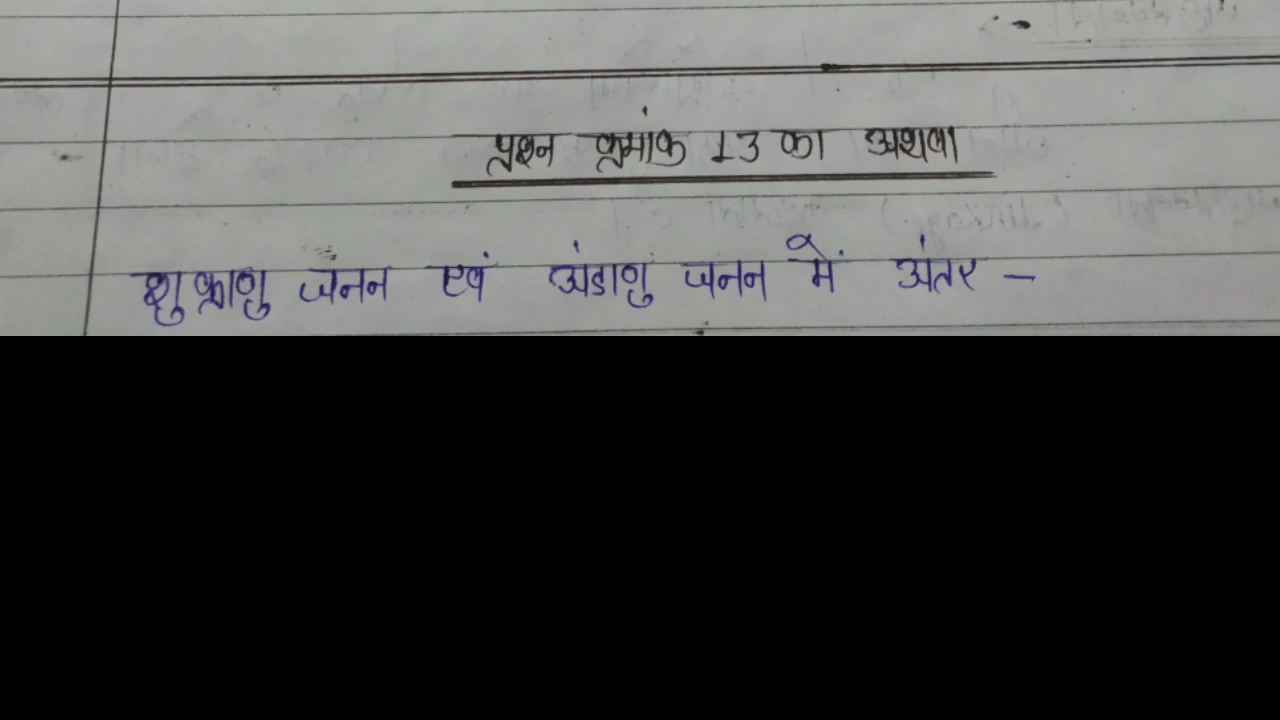 प्रश्न क्रमांक 13 का अथवा
शुक्राणु जनन एवं अंडाणु जनन में अंतर –